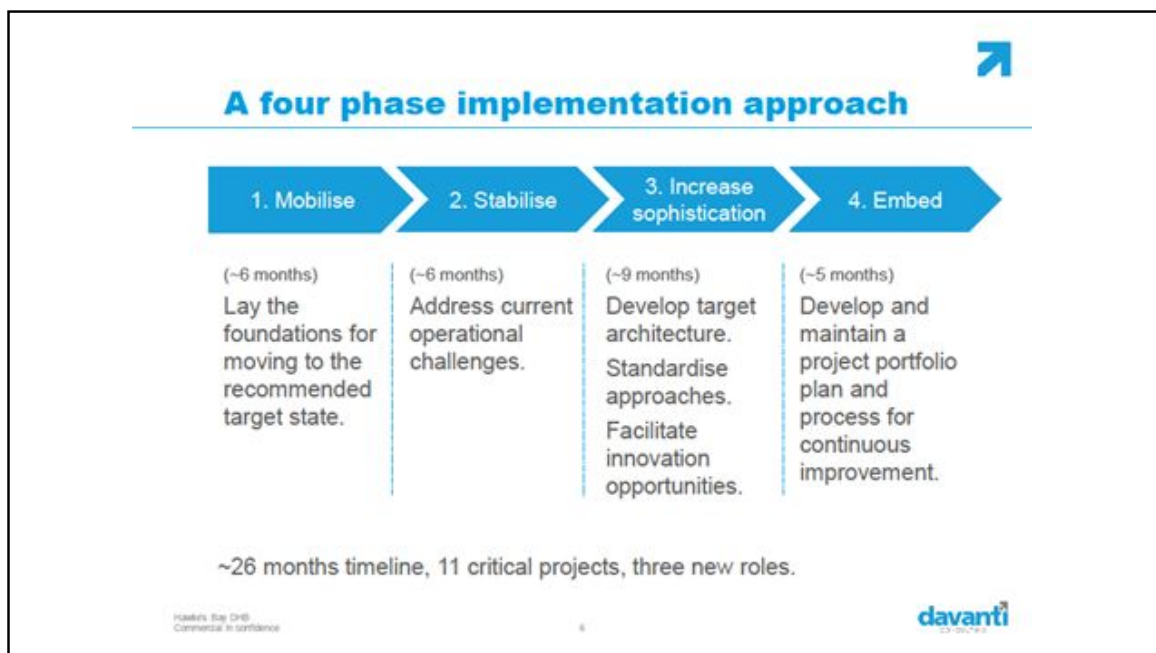 A four phase implementation approach
1. Mobilise
2. Stabilise
3. Increase
sophistication
4. Embed
(~6 months)
Lay the
foundations for
moving to the
recommended
target state.
(~6 months)
Address current
operational
challenges.
(~9 months)
Develop target
architecture.
Standardise
approaches.
Facilitate
innovation
opportunities.
(~5 months)
Develop and
maintain a
project portfolio
plan and
process for
continuous
improvement.
~26 months timeline, 11 critical projects, three new roles.
Hawke's Bay DHB
Commercial in confidence
6
davanti
CONSULTING